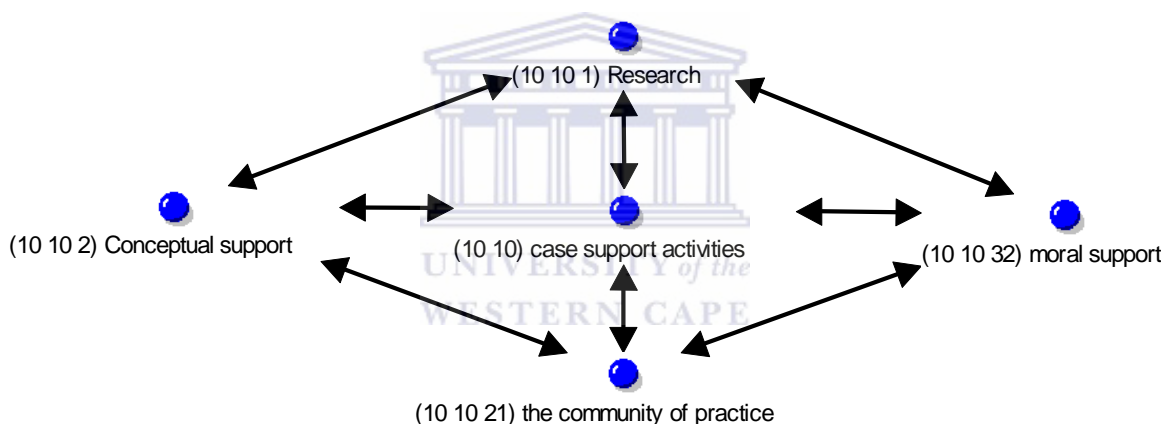 (10 10 1) Research
(10 10 2) Conceptual support
(10 10) case support activities
(10 10 32) moral support
UNIVERSITY of the
WESTERN CAPE
(10 10 21) the community of practice